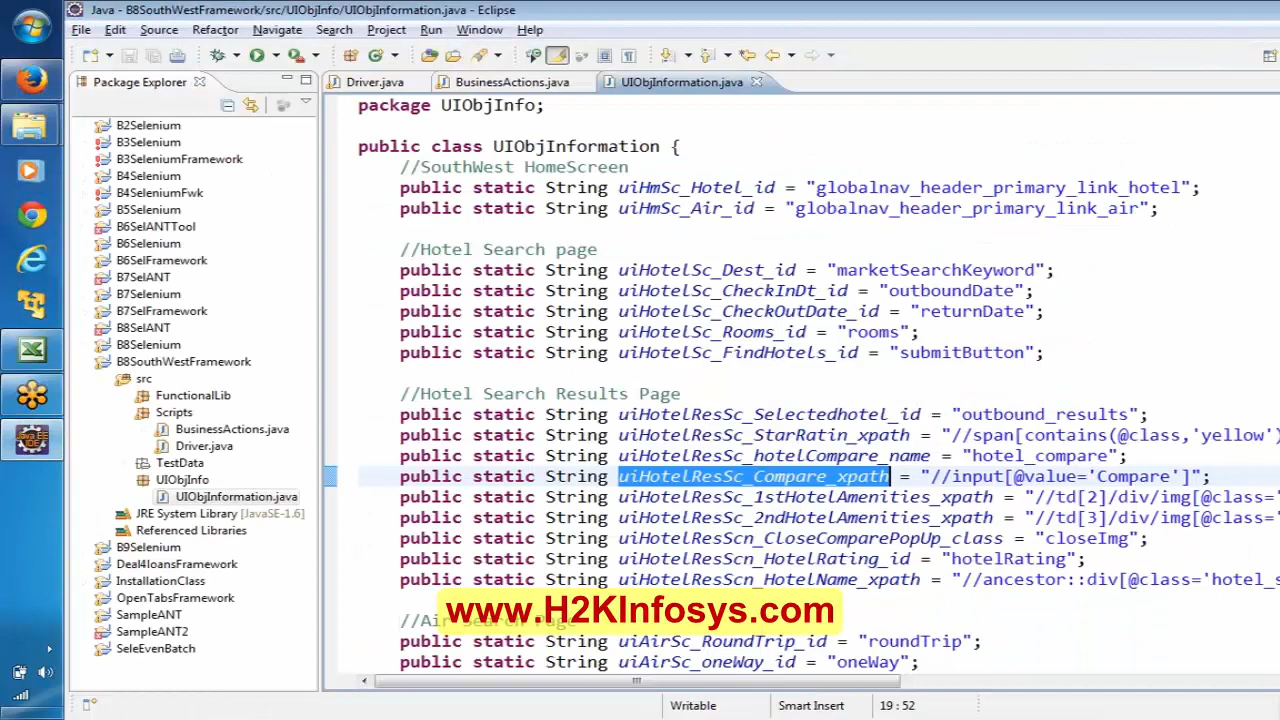 Java - B8SouthWestFramework/src/UIObjInfo/UIObjInformation.java - Eclipse
File Edit Source Refactor Navigate Search Project Run Window Help
Package Explorer
Driver.java BusinessActions.java UIObjInformation.java
B2Selenium
B3Selenium
B3SeleniumFramework
B4Selenium
B4SeleniumFwk
B5Selenium
B6SelANTTool
B6Selenium
B6SelFramework
B7SelANT
B7Selenium
B7SelFramework
B8SelANT
B8Selenium
B8SouthWestFramework
src
FunctionalLib
Scripts
BusinessActions.java
Driver.java
TestData
UIObjInfo
UIObjInformation.java
JRE System Library [JavaSE-1.6]
Referenced Libraries
B9Selenium
Deal4loansFramework
InstallationClass
OpenTabsFramework
SampleANT
SampleANT2
SeleEvenBatch
package UIObjInfo;
public class UIObjInformation {
//SouthWest HomeScreen
public static String uiHmSc_Hotel_id = "globalnav_header_primary_link_hotel";
public static String uiHmSc_Air_id = "globalnav_header_primary_link_air";
//Hotel Search page
public static String uiHotelSc_Dest_id = "marketSearchKeyword";
public static String uiHotelSc_CheckInDt_id = "outboundDate";
public static String uiHotelSc_CheckOutDate_id = "returnDate";
public static String uiHotelSc_Rooms_id = "rooms";
public static String uiHotelSc_FindHotels_id = "submitButton";
//Hotel Search Results Page
public static String uiHotelResSc_Selectedhotel_id = "outbound_results";
public static String uiHotelResSc_StarRatin_xpath = "//span[contains(@class,'yellow')
public static String uiHotelResSc_hotelCompare_name = "hotel_compare";
public static String uiHotelResSc_Compare_xpath = "//input[@value='Compare']";
public static String uiHotelResSc_1stHotelAmenities_xpath = "//td[2]/div/img[@class='
public static String uiHotelResSc_2ndHotelAmenities_xpath = "//td[3]/div/img[@class='
public static String uiHotelResScn_CloseComparePopUp_class = "closeImg";
public static String uiHotelResScn_HotelRating_id = "hotelRating";
public static String uiHotelResScn_HotelName_xpath = "//ancestor::div[@class='hotel_s
www.H2KInfosys.com
//Air Search Page
public static String uiAirSc_RoundTrip_id = "roundTrip";
public static String uiAirSc_oneWay_id = "oneWay";
Writable Smart Insert 19 : 52